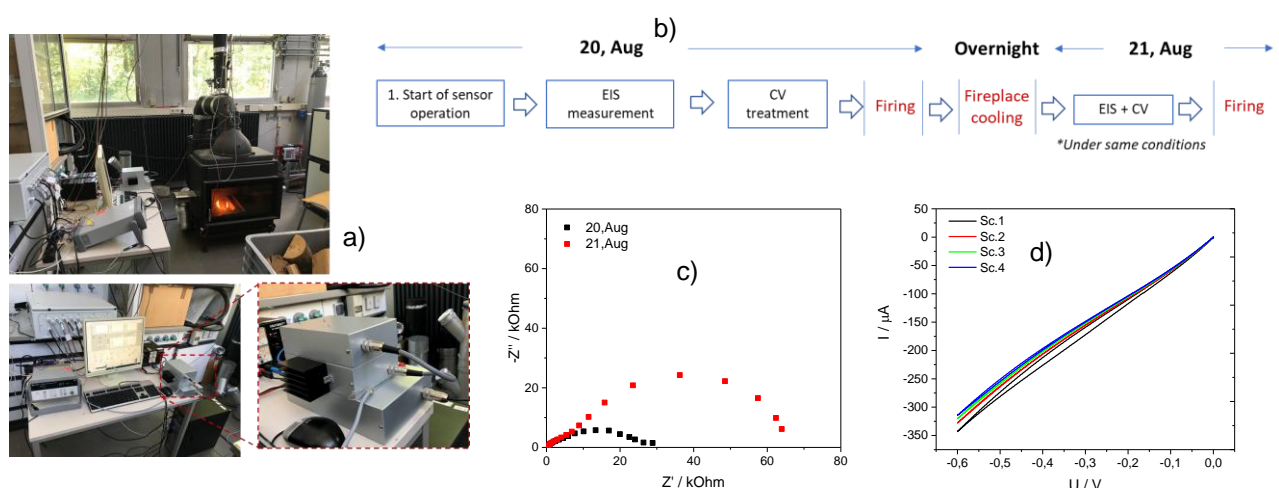 b)
20, Aug
Overnight
21, Aug
1. Start of sensor
operation
EIS
measurement
CV
treatment
Firing
Fireplace
cooling
EIS + CV
Firing
*Under same conditions
a)
80
60
40
20
0
0
20
40
60
80
-Z'' / kOhm
Z' / kOhm
20,Aug
21,Aug
c)
50
0
-50
-100
-150
-200
-250
-300
-350
-0,6
-0,5
-0,4
-0,3
-0,2
-0,1
0,0
I / µA
U / V
Sc.1
Sc.2
Sc.3
Sc.4
d)